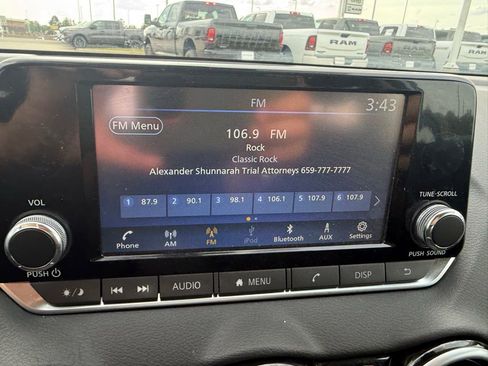 RAM
FM
3:43
FM Menu
106.9 FM
Rock
Classic Rock
Alexander Shunnarah Trial Attorneys 659-777-7777
1 87.9 2 90.1 3 98.1 4 106.1 5 107.9 6 107.9
Phone AM FM iPod Bluetooth AUX Settings
VOL
TUNE·SCROLL
PUSH
PUSH SOUND
AUDIO MENU DISP